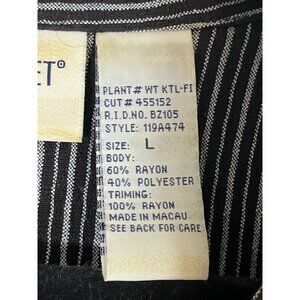 ET®
PLANT# WT KTL-FI
CUT# 455152
R.I.D.NO. BZ105
STYLE: 119A474
SIZE: L
BODY:
60% RAYON
40% POLYESTER
TRIMING:
100% RAYON
MADE IN MACAU
SEE BACK FOR CARE